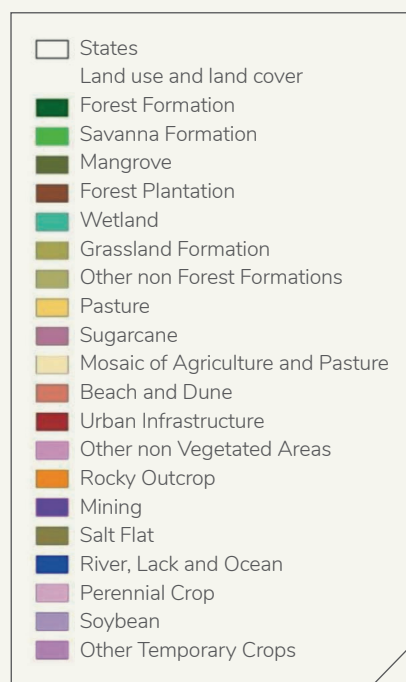 States
Land use and land cover
Forest Formation
Savanna Formation
Mangrove
Forest Plantation
Wetland
Grassland Formation
Other non Forest Formations
Pasture
Sugarcane
Mosaic of Agriculture and Pasture
Beach and Dune
Urban Infrastructure
Other non Vegetated Areas
Rocky Outcrop
Mining
Salt Flat
River, Lack and Ocean
Perennial Crop
Soybean
Other Temporary Crops